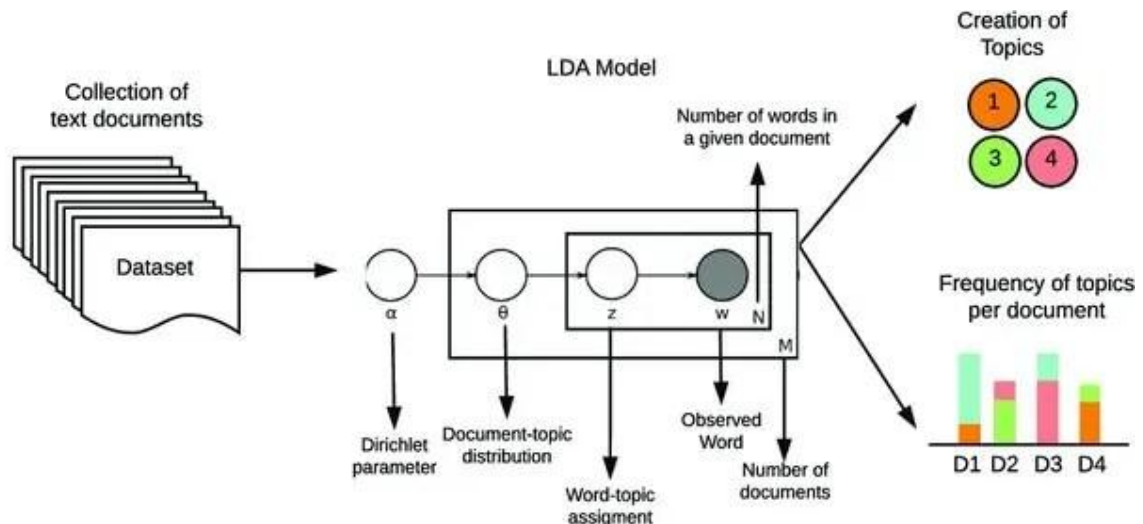 Collection of
text documents
Dataset
LDA Model
Number of words in
a given document
α
θ
z
w
N
M
Dirichlet
parameter
Document-topic
distribution
Word-topic
assigment
Observed
Word
Number of
documents
Creation of
Topics
1
2
3
4
Frequency of topics
per document
D1 D2 D3 D4